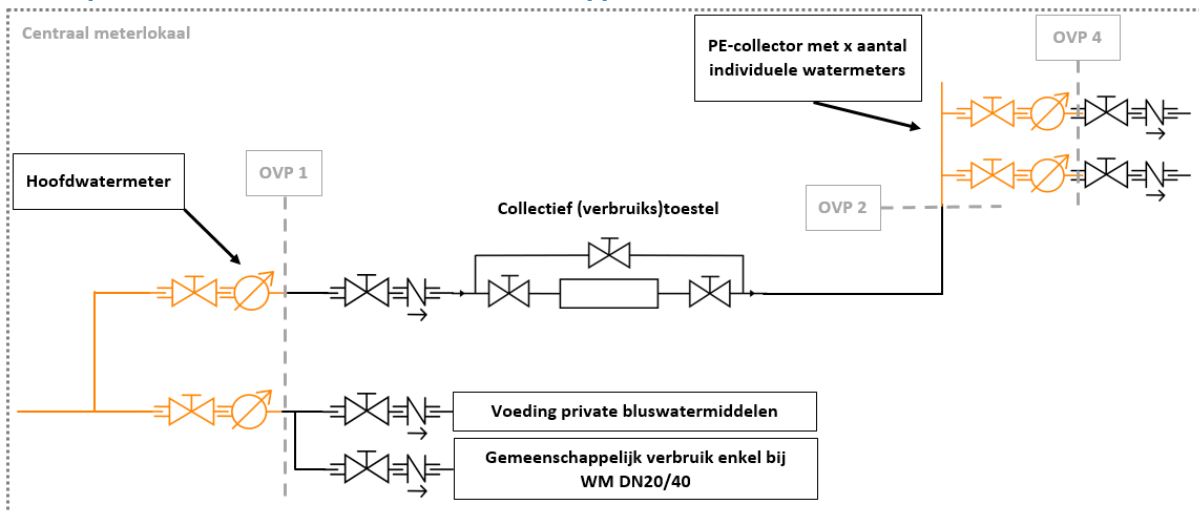 Centraal meterlokaal
PE-collector met x aantal
individuele watermeters
OVP 4
Hoofdwatermeter
OVP 1
OVP 2
Collectief (verbruiks)toestel
Voeding private bluswatermiddelen
Gemeenschappelijk verbruik enkel bij
WM DN20/40